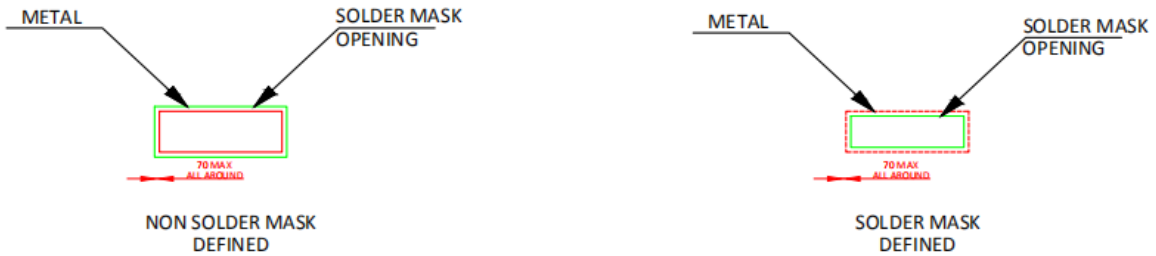 METAL
SOLDER MASK
OPENING
70 MAX
ALL AROUND
NON SOLDER MASK
DEFINED
METAL
SOLDER MASK
OPENING
70 MAX
ALL AROUND
SOLDER MASK
DEFINED